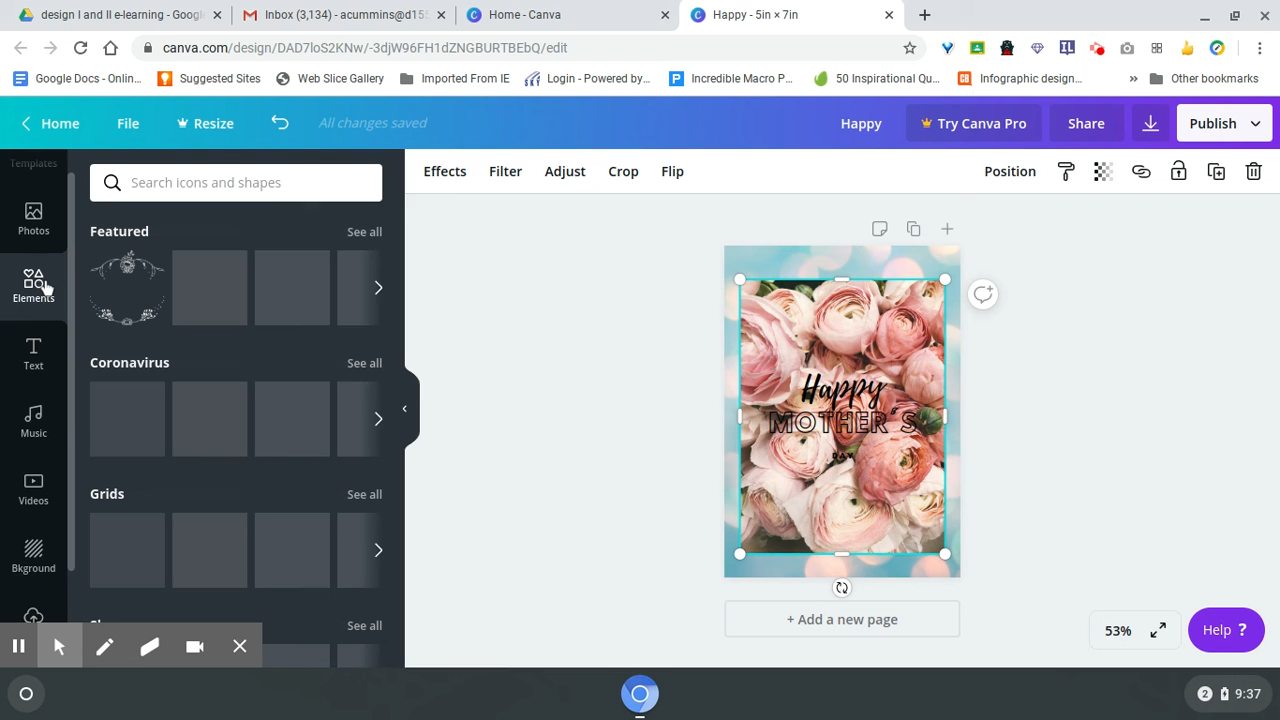 design I and II e-learning - Googl
Inbox (3,134) - acummins@d15
Home - Canva
Happy - 5in × 7in
canva.com/design/DAD7loS2KNw/-3djW96FH1dZNGBURTBEbQ/edit
Google Docs - Onlin...
Suggested Sites
Web Slice Gallery
Imported From IE
Login - Powered by...
Incredible Macro P...
50 Inspirational Qu...
Infographic design...
»
Other bookmarks
Home
File
Resize
All changes saved
Happy
Try Canva Pro
Share
Publish
Templates
Photos
Elements
Text
Music
Videos
Bkground
Search icons and shapes
Featured
See all
Coronavirus
See all
Grids
See all
See all
Effects
Filter
Adjust
Crop
Flip
Position
Happy
MOTHER'S
DAY
+ Add a new page
53%
Help ?
2
9:37